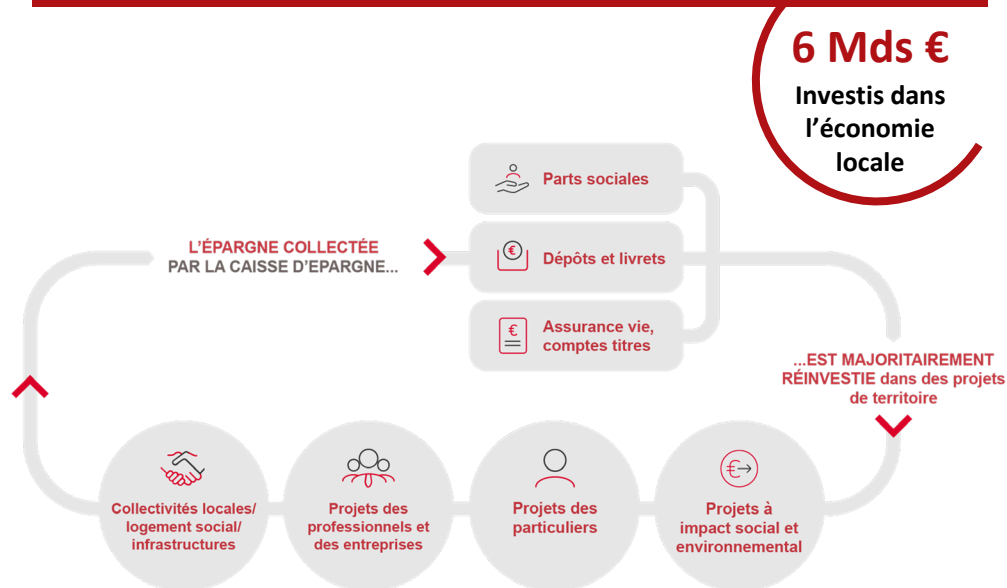 6 Mds €
Investis dans
l’économie
locale
Parts sociales
L’ÉPARGNE COLLECTÉE
PAR LA CAISSE D’EPARGNE...
€
Dépôts et livrets
€
Assurance vie,
comptes titres
...EST MAJORITAIREMENT
RÉINVESTIE dans des projets
de territoire
Collectivités locales/
logement social/
infrastructures
Projets des
professionnels et
des entreprises
Projets des
particuliers
€
Projets à
impact social et
environnemental